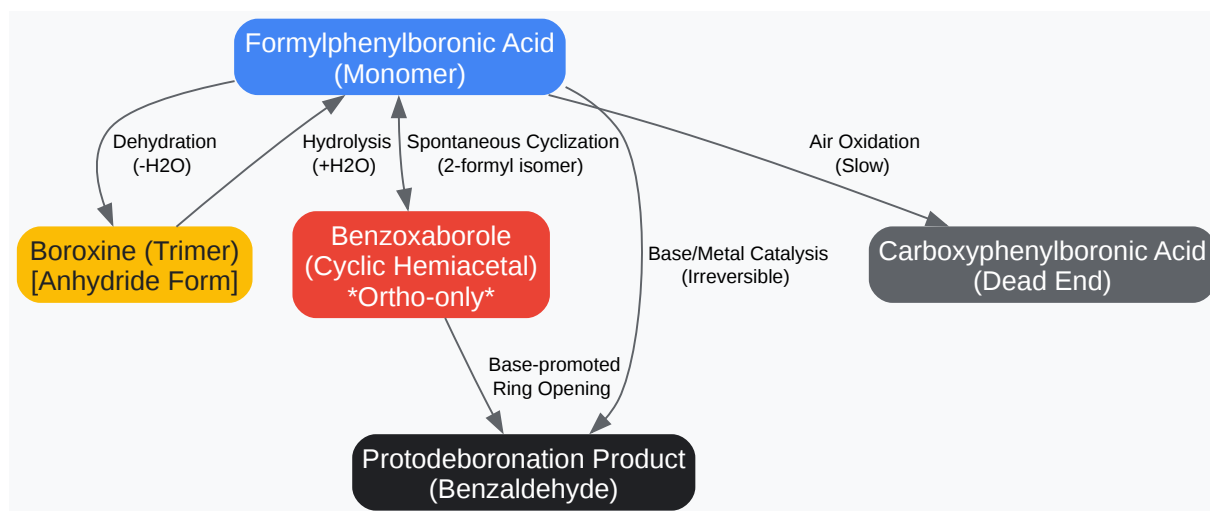 Formylphenylboronic Acid
(Monomer)
Dehydration
(-H2O)
Hydrolysis
(+H2O)
Spontaneous Cyclization
(2-formyl isomer)
Air Oxidation
(Slow)
Boroxine (Trimer)
[Anhydride Form]
Benzoxaborole
(Cyclic Hemiacetal)
*Ortho-only*
Base/Metal Catalysis
(Irreversible)
Carboxyphenylboronic Acid
(Dead End)
Base-promoted
Ring Opening
Protodeboronation Product
(Benzaldehyde)